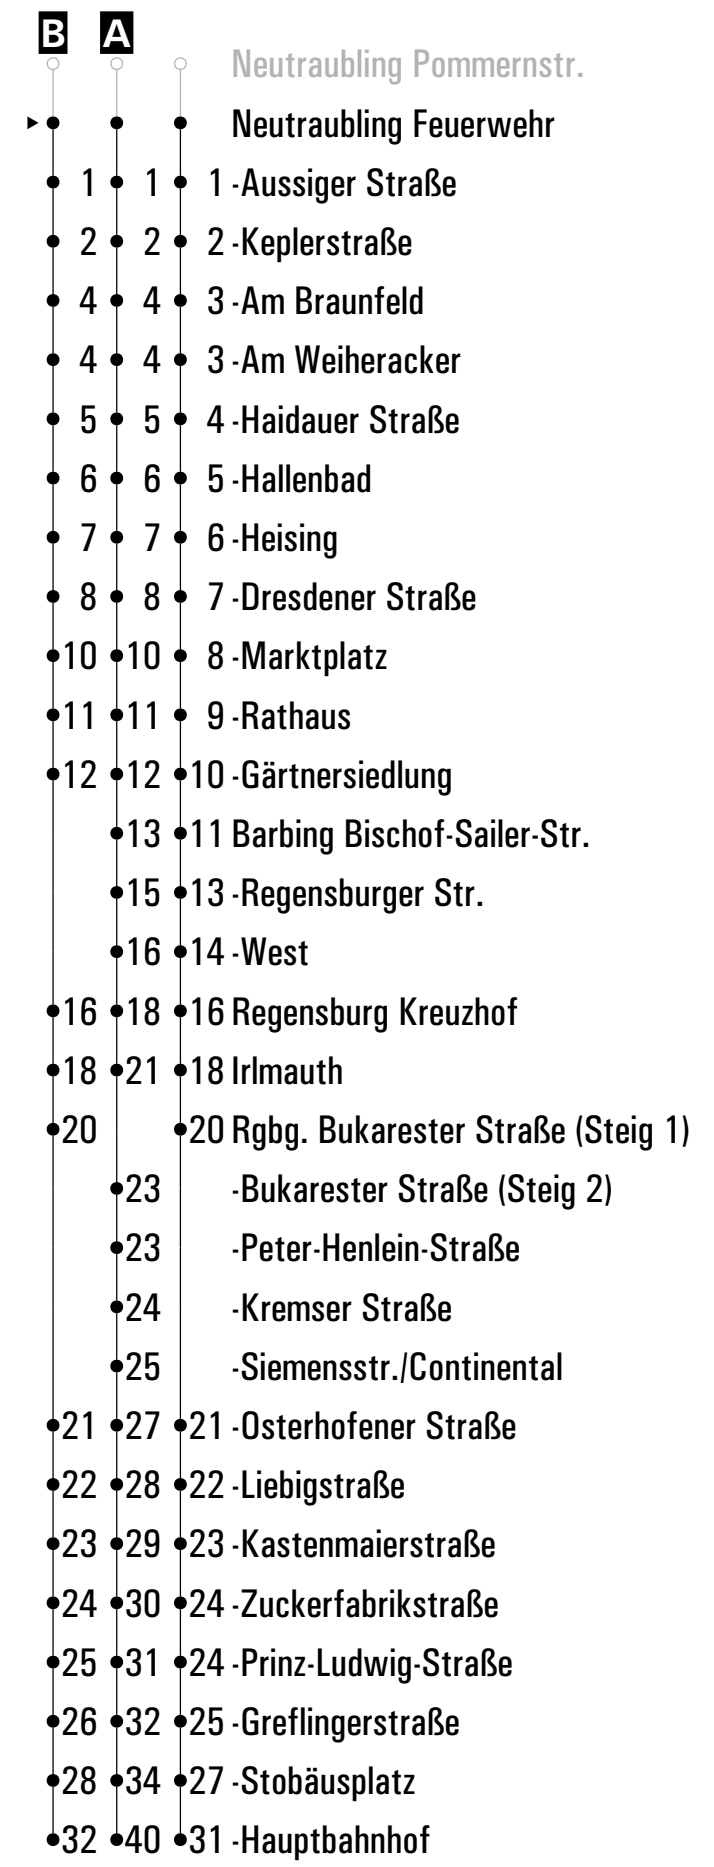 B A
Neutraubling Pommernstr.
Neutraubling Feuerwehr
1 1 1 -Aussiger Straße
2 2 2 -Keplerstraße
4 4 3 -Am Braunfeld
4 4 3 -Am Weiheracker
5 5 4 -Haidauer Straße
6 6 5 -Hallenbad
7 7 6 -Heising
8 8 7 -Dresdener Straße
10 10 8 -Marktplatz
11 11 9 -Rathaus
12 12 10 -Gärtnersiedlung
13 11 Barbing Bischof-Sailer-Str.
15 13 -Regensburger Str.
16 14 -West
16 18 16 Regensburg Kreuzhof
18 21 18 Irlmauth
20 20 Rgbg. Bukarester Straße (Steig 1)
23 -Bukarester Straße (Steig 2)
23 -Peter-Henlein-Straße
24 -Kremser Straße
25 -Siemensstr./Continental
21 27 21 -Osterhofener Straße
22 28 22 -Liebigstraße
23 29 23 -Kastenmaierstraße
24 30 24 -Zuckerfabrikstraße
25 31 24 -Prinz-Ludwig-Straße
26 32 25 -Greflingerstraße
28 34 27 -Stobäusplatz
32 40 31 -Hauptbahnhof